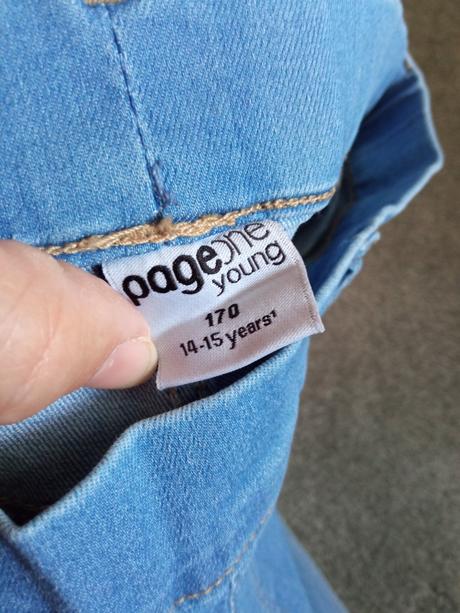 pageone
young
170
14-15 years¹